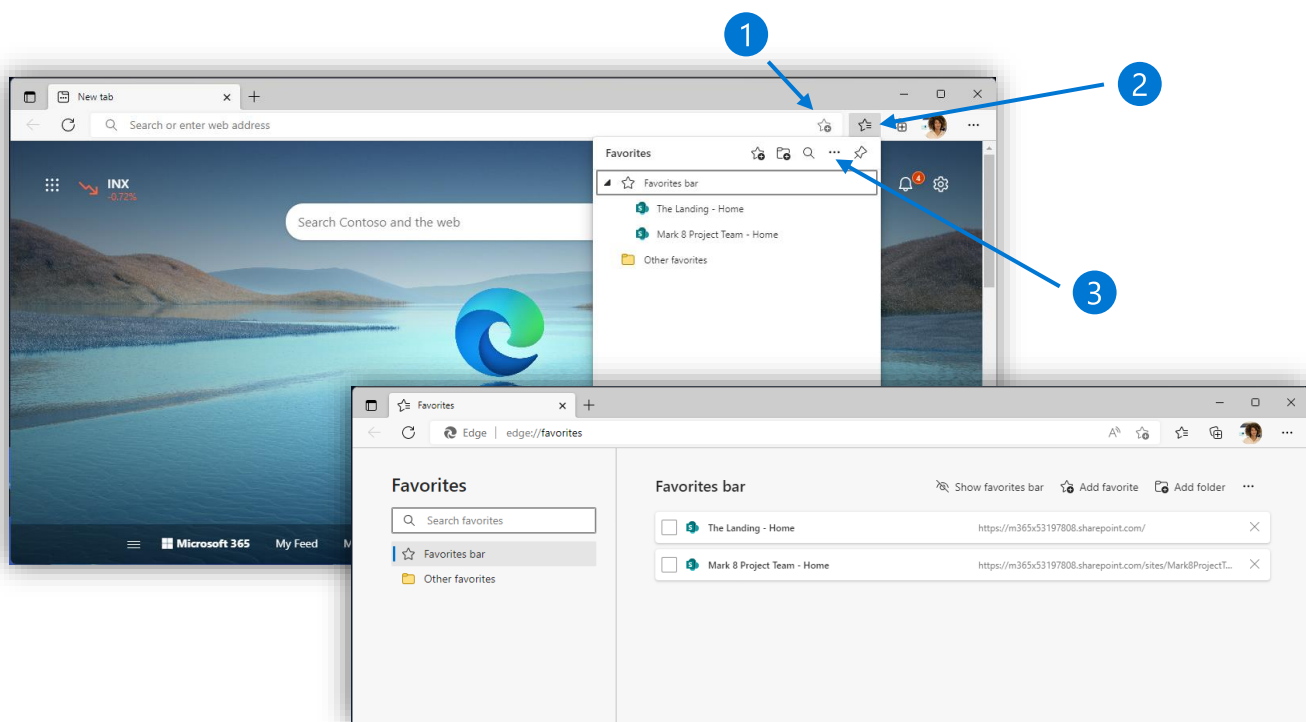 1
2
New tab
Search or enter web address
Favorites
Favorites bar
INX
-0.72%
4
The Landing - Home
Search Contoso and the web
Mark 8 Project Team - Home
Other favorites
3
Favorites
Edge | edge://favorites
Favorites
Favorites bar
Show favorites bar
Add favorite
Add folder
Search favorites
The Landing - Home
https://m365x53197808.sharepoint.com/
Microsoft 365
My Feed
M
Favorites bar
Mark 8 Project Team - Home
https://m365x53197808.sharepoint.com/sites/Mark8ProjectT...
Other favorites